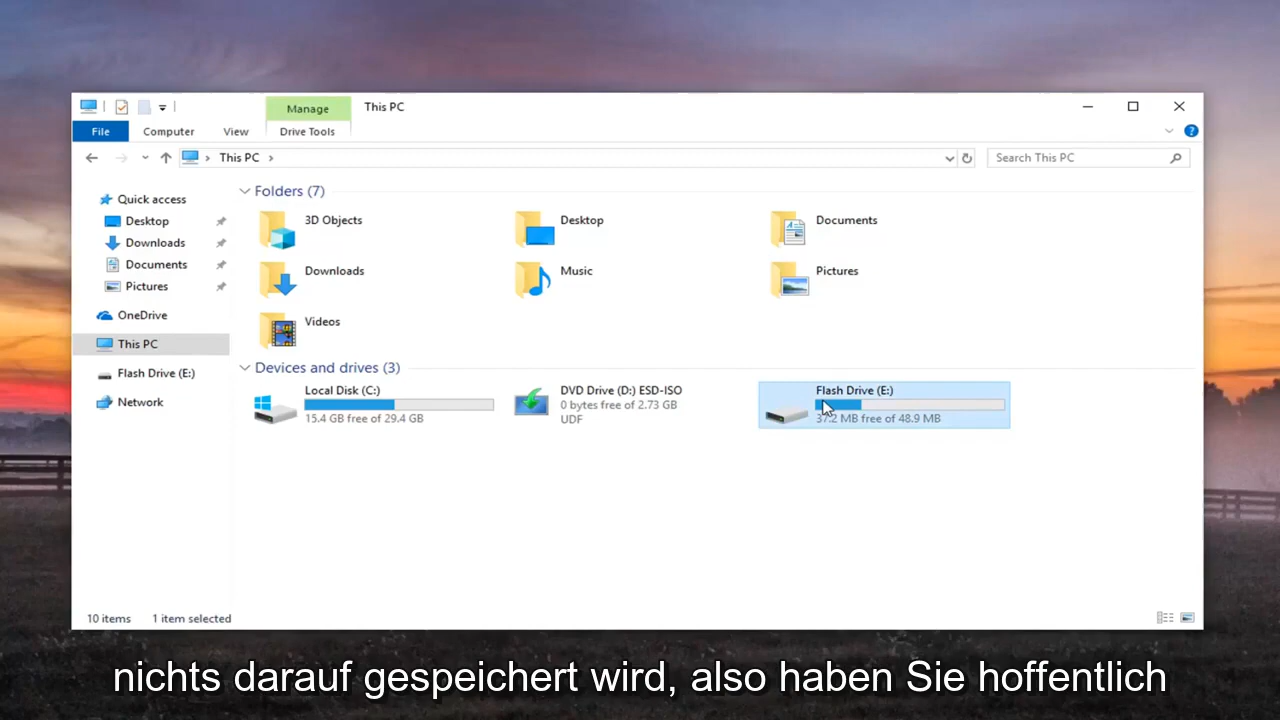 Manage
This PC
File
Computer
View
Drive Tools
This PC
Search This PC
Quick access
Desktop
Downloads
Documents
Pictures
OneDrive
This PC
Flash Drive (E:)
Network
Folders (7)
3D Objects
Desktop
Documents
Downloads
Music
Pictures
Videos
Devices and drives (3)
Local Disk (C:)
15.4 GB free of 29.4 GB
DVD Drive (D:) ESD-ISO
0 bytes free of 2.73 GB
UDF
Flash Drive (E:)
37.2 MB free of 48.9 MB
10 items
1 item selected
nichts darauf gespeichert wird, also haben Sie hoffentlich